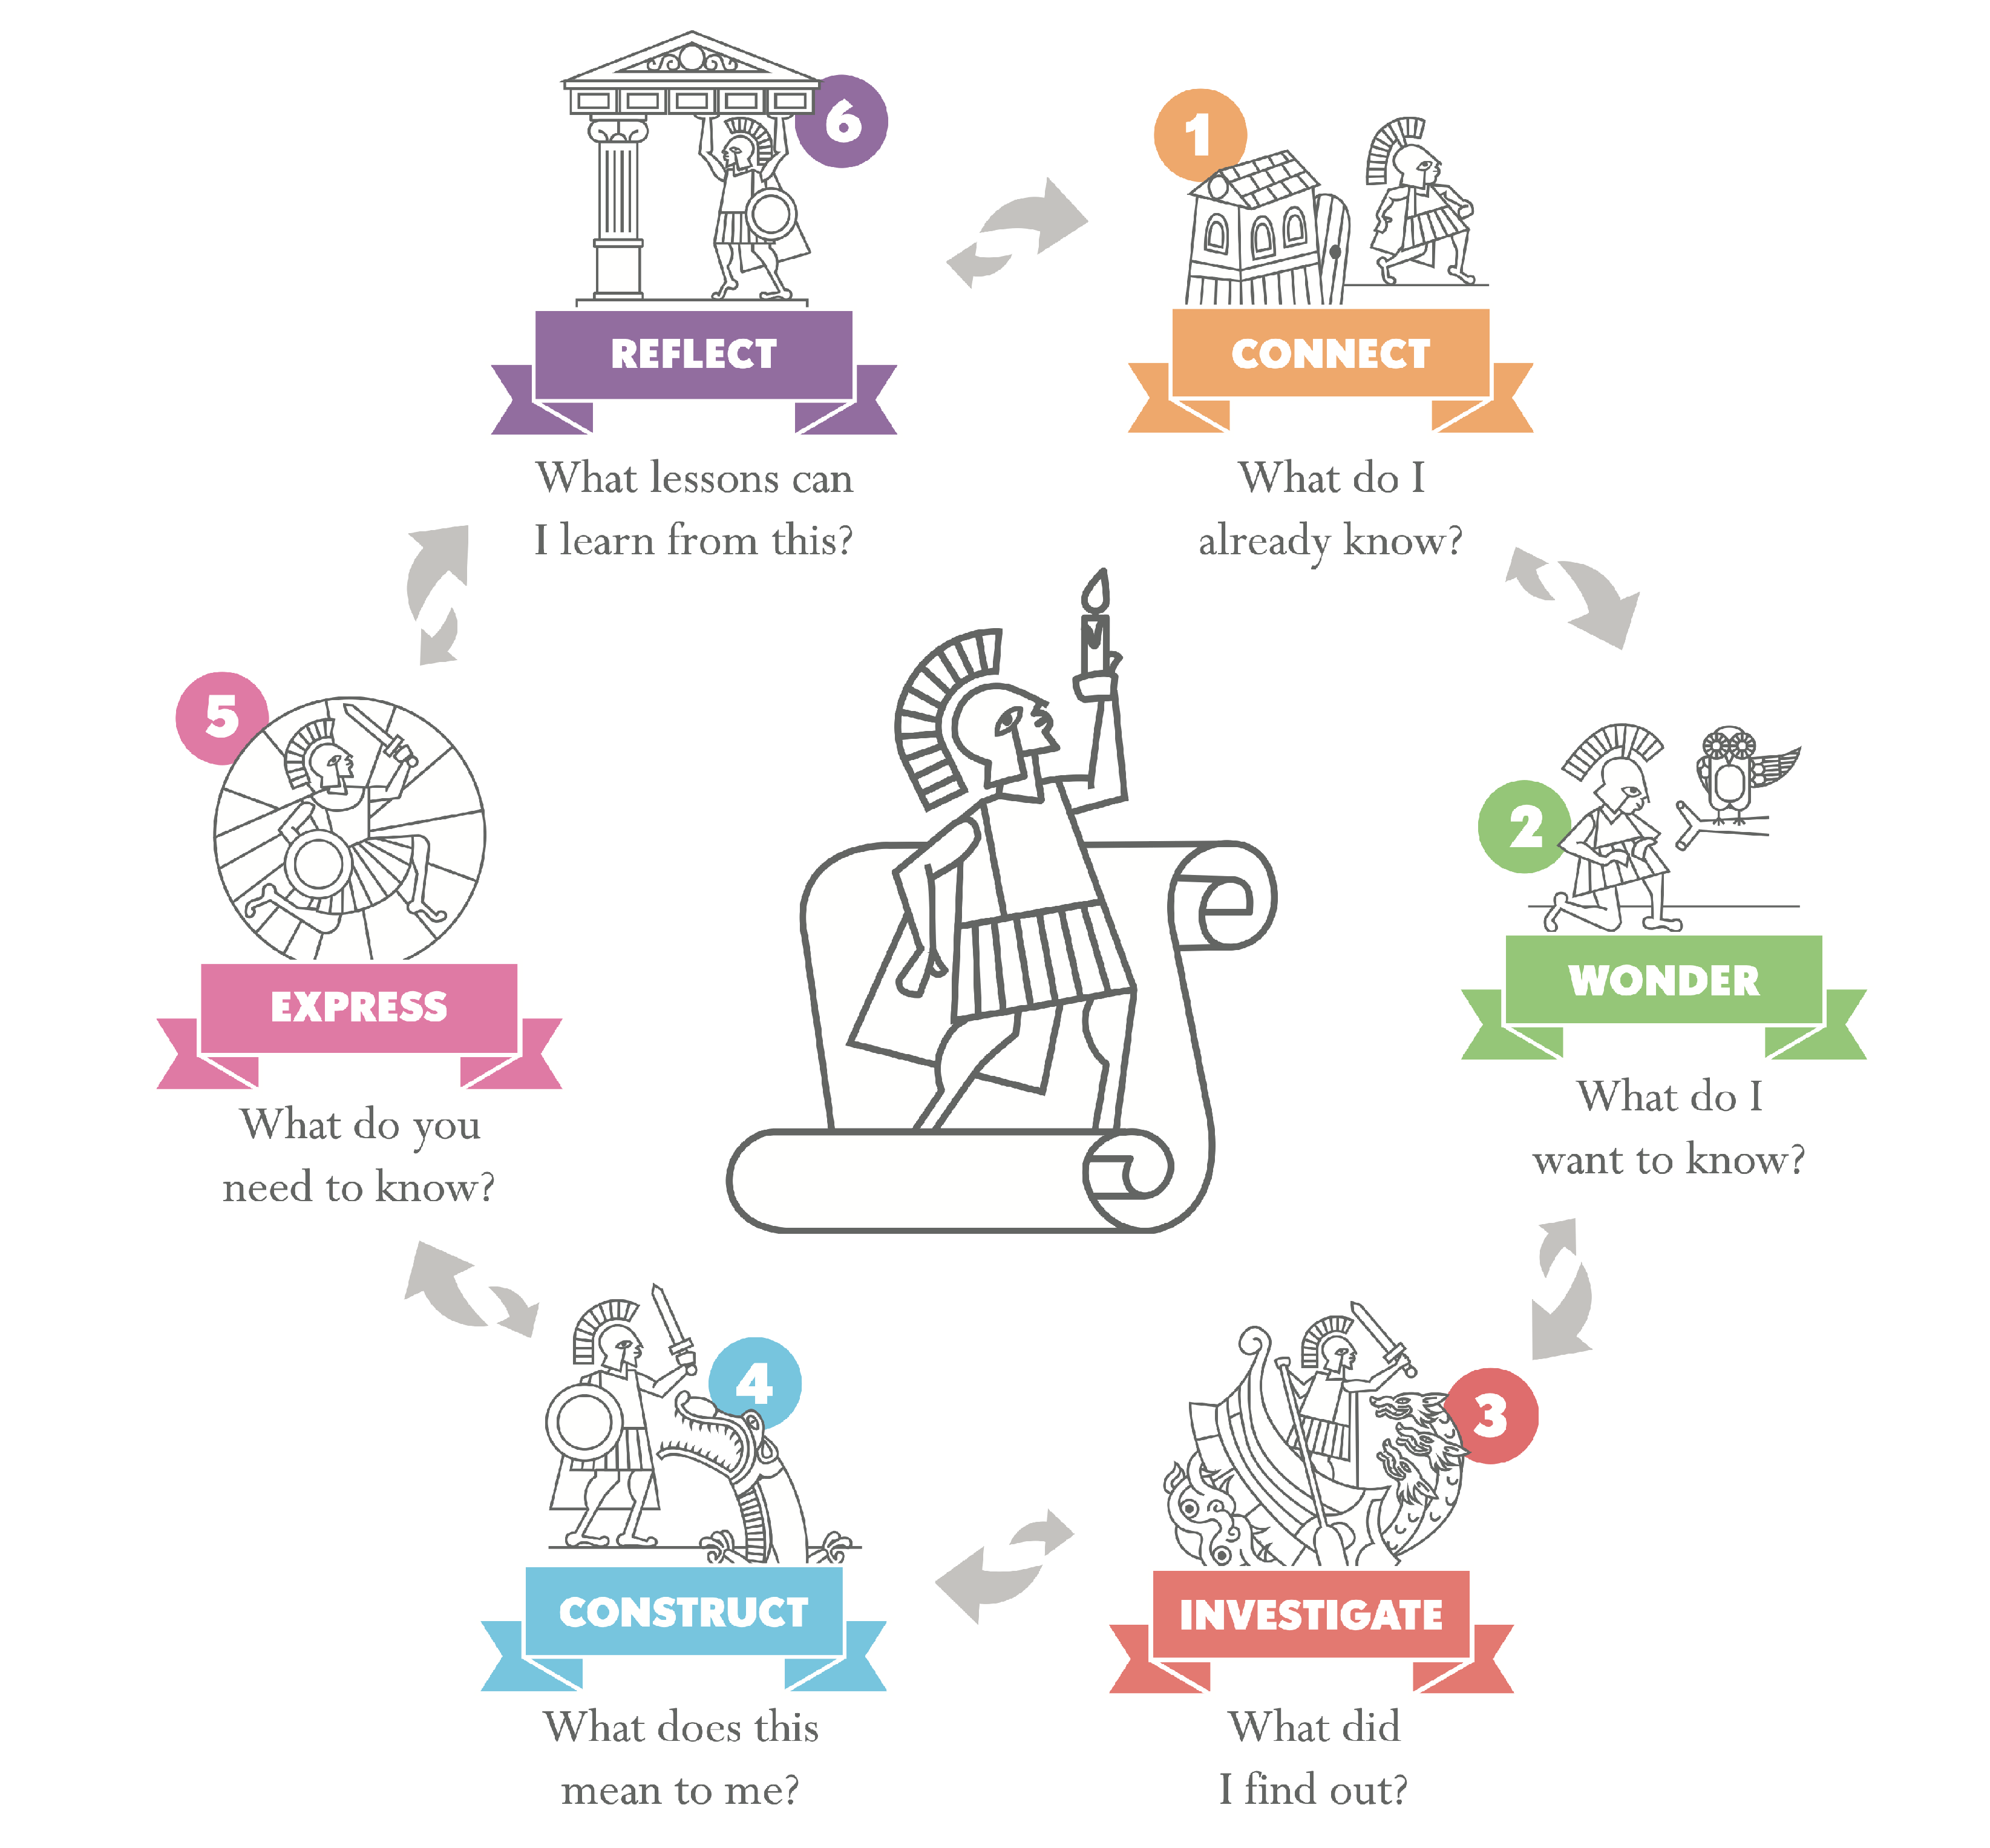 1
CONNECT
What do I
already know?
2
WONDER
What do I
want to know?
3
INVESTIGATE
What did
I find out?
4
CONSTRUCT
What does this
mean to me?
5
EXPRESS
What do you
need to know?
6
REFLECT
What lessons can
I learn from this?